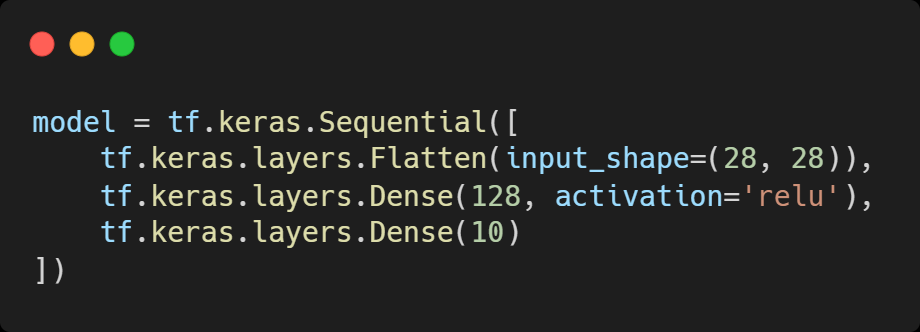 model = tf.keras.Sequential([
    tf.keras.layers.Flatten(input_shape=(28, 28)),
    tf.keras.layers.Dense(128, activation='relu'),
    tf.keras.layers.Dense(10)
])